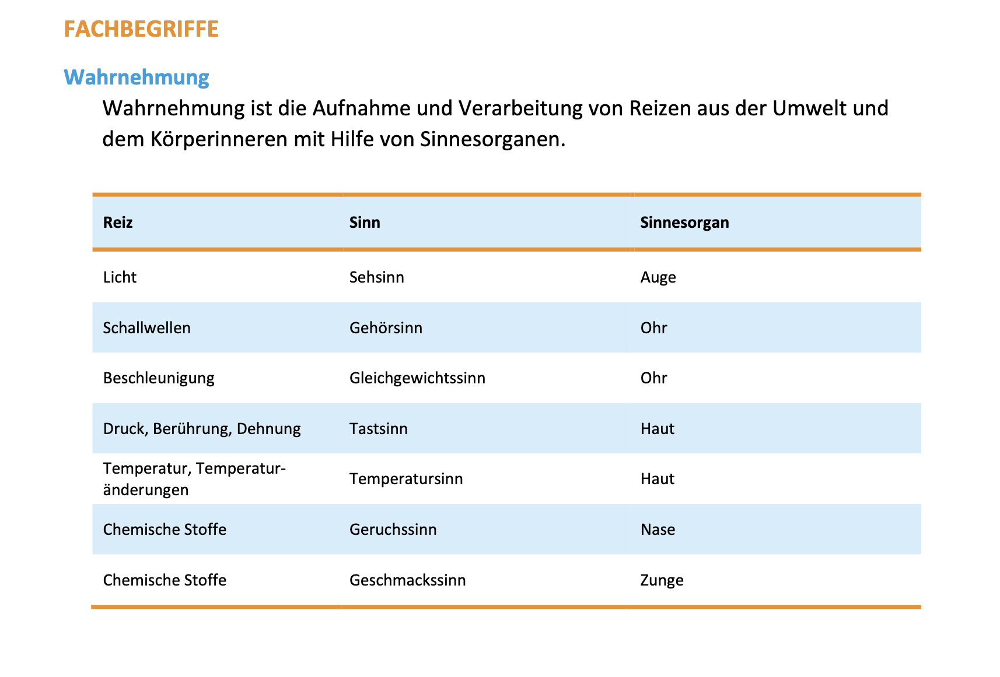 FACHBEGRIFFE
Wahrnehmung
Wahrnehmung ist die Aufnahme und Verarbeitung von Reizen aus der Umwelt und
dem Körperinneren mit Hilfe von Sinnesorganen.
Reiz Sinn Sinnesorgan
Licht Sehsinn Auge
Schallwellen Gehörsinn Ohr
Beschleunigung Gleichgewichtssinn Ohr
Druck, Berührung, Dehnung Tastsinn Haut
Temperatur, Temperatur-
änderungen Temperatursinn Haut
Chemische Stoffe Geruchssinn Nase
Chemische Stoffe Geschmackssinn Zunge